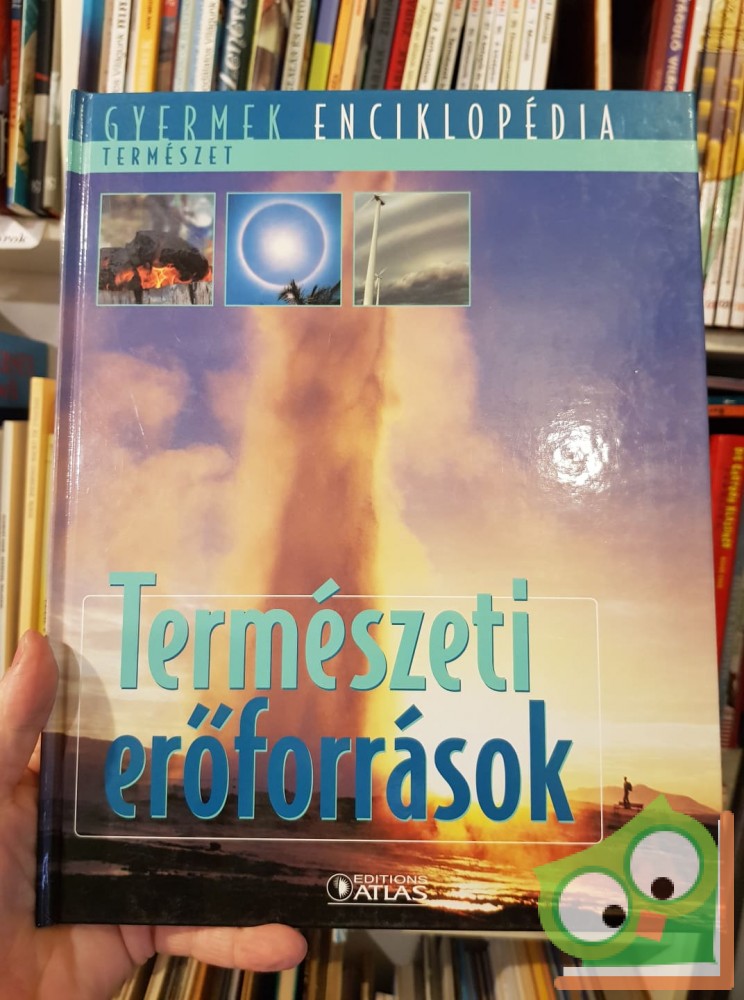 GYERMEK ENCIKLOPÉDIA
TERMÉSZET
Természeti
erőforrások
EDITIONS
ATLAS